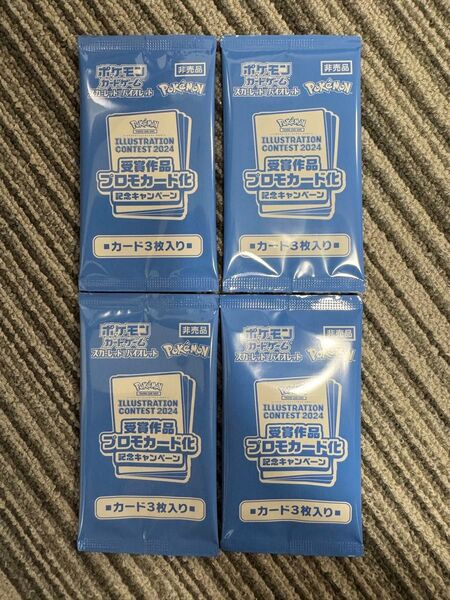 ポケモン
カードゲーム
スカーレット&バイオレット
非売品
Pokémon
Pokémon
ILLUSTRATION
CONTEST 2024
受賞作品
プロモカード化
記念キャンペーン
■カード3枚入り■
ポケモン
カードゲーム
スカーレット&バイオレット
非売品
Pokémon
Pokémon
ILLUSTRATION
CONTEST 2024
受賞作品
プロモカード化
記念キャンペーン
■カード3枚入り■
ポケモン
カードゲーム
スカーレット&バイオレット
非売品
Pokémon
Pokémon
ILLUSTRATION
CONTEST 2024
受賞作品
プロモカード化
記念キャンペーン
■カード3枚入り■
ポケモン
カードゲーム
スカーレット&バイオレット
非売品
Pokémon
Pokémon
ILLUSTRATION
CONTEST 2024
受賞作品
プロモカード化
記念キャンペーン
■カード3枚入り■